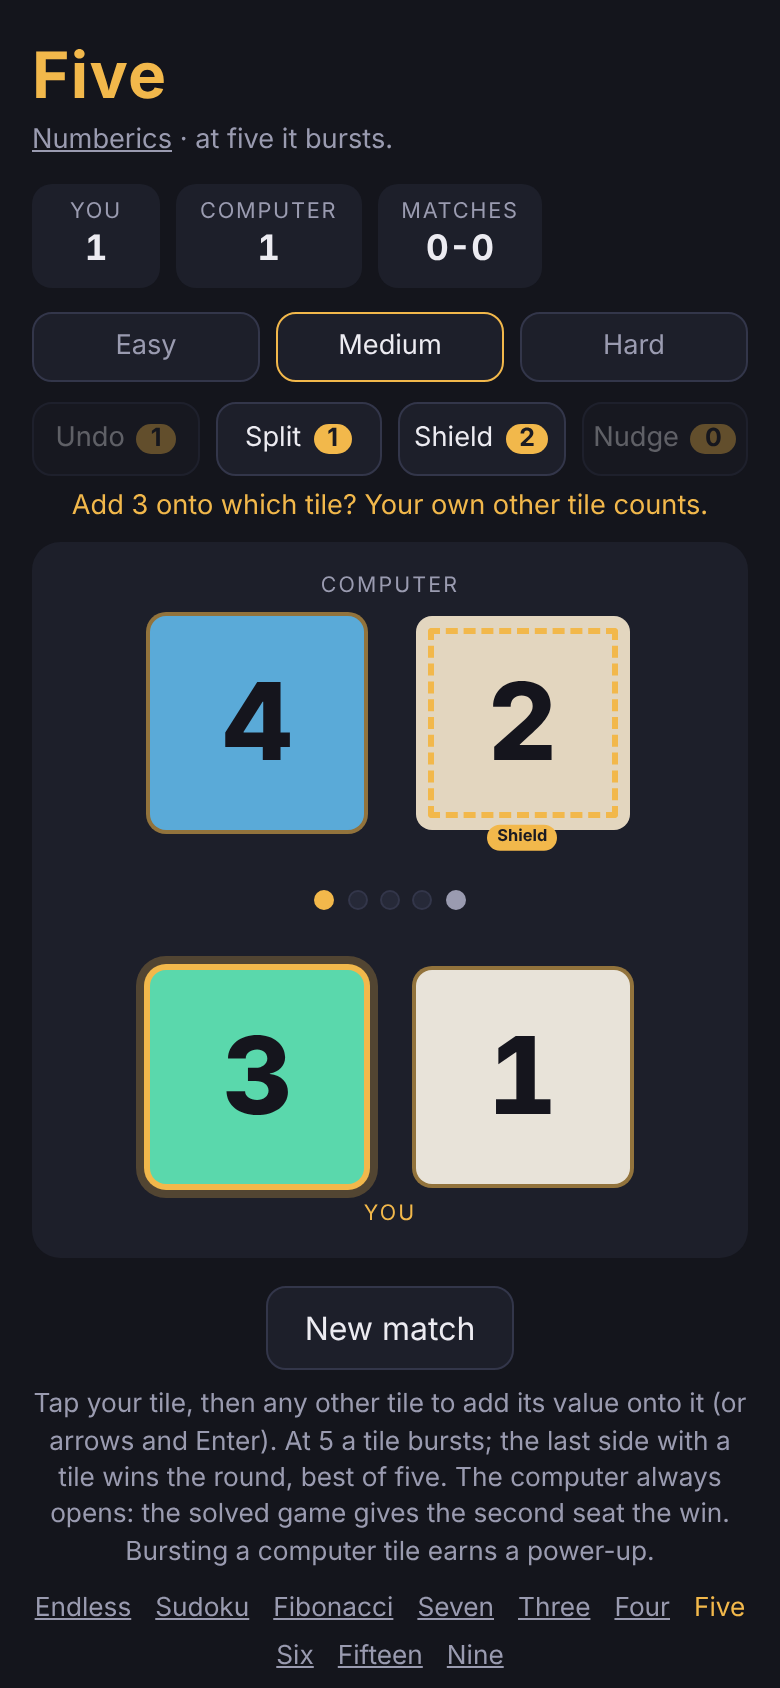 Five
Numberics · at five it bursts.
YOU
1
COMPUTER
1
MATCHES
0-0
Easy
Medium
Hard
Undo 1
Split 1
Shield 2
Nudge 0
Add 3 onto which tile? Your own other tile counts.
COMPUTER
4
2
Shield
3
1
YOU
New match
Tap your tile, then any other tile to add its value onto it (or
arrows and Enter). At 5 a tile bursts; the last side with a
tile wins the round, best of five. The computer always
opens: the solved game gives the second seat the win.
Bursting a computer tile earns a power-up.
Endless Sudoku Fibonacci Seven Three Four Five
Six Fifteen Nine